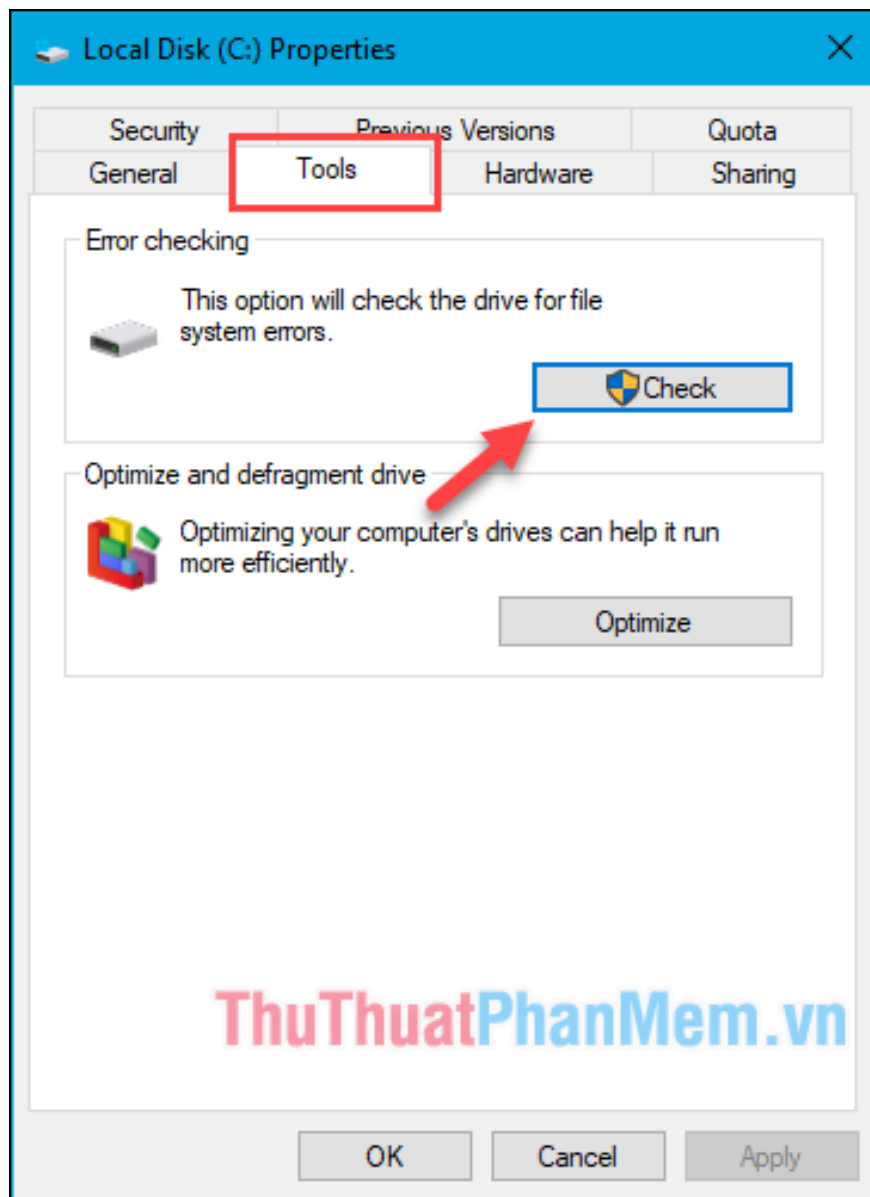 Local Disk (C:) Properties
Security Previous Versions Quota
General Tools Hardware Sharing
Error checking
This option will check the drive for file
system errors.
Check
Optimize and defragment drive
Optimizing your computer's drives can help it run
more efficiently.
Optimize
ThuThuatPhanMem.vn
OK Cancel Apply